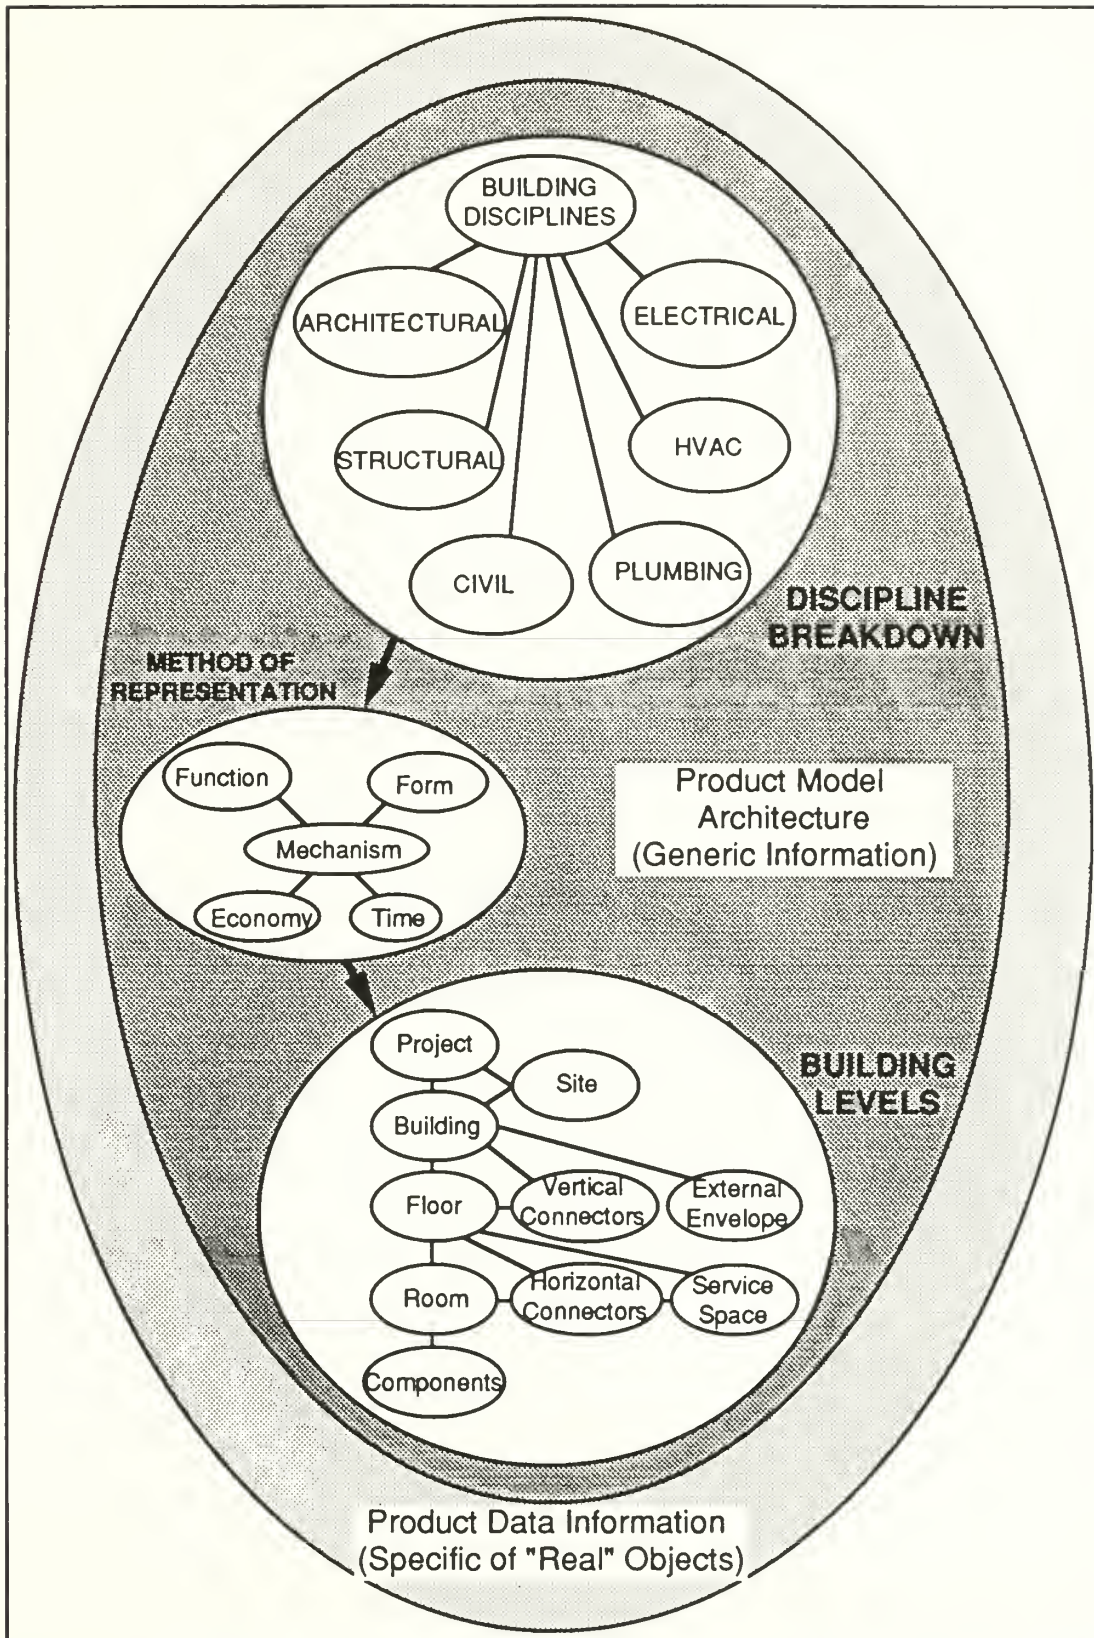 BUILDING
DISCIPLINES
ARCHITECTURAL
ELECTRICAL
STRUCTURAL
HVAC
CIVIL
PLUMBING
DISCIPLINE
BREAKDOWN
METHOD OF
REPRESENTATION
Function
Form
Mechanism
Economy
Time
Product Model
Architecture
(Generic Information)
Project
Site
Building
BUILDING
LEVELS
Floor
Vertical
Connectors
External
Envelope
Room
Horizontal
Connectors
Service
Space
Components
Product Data Information
(Specific of "Real" Objects)